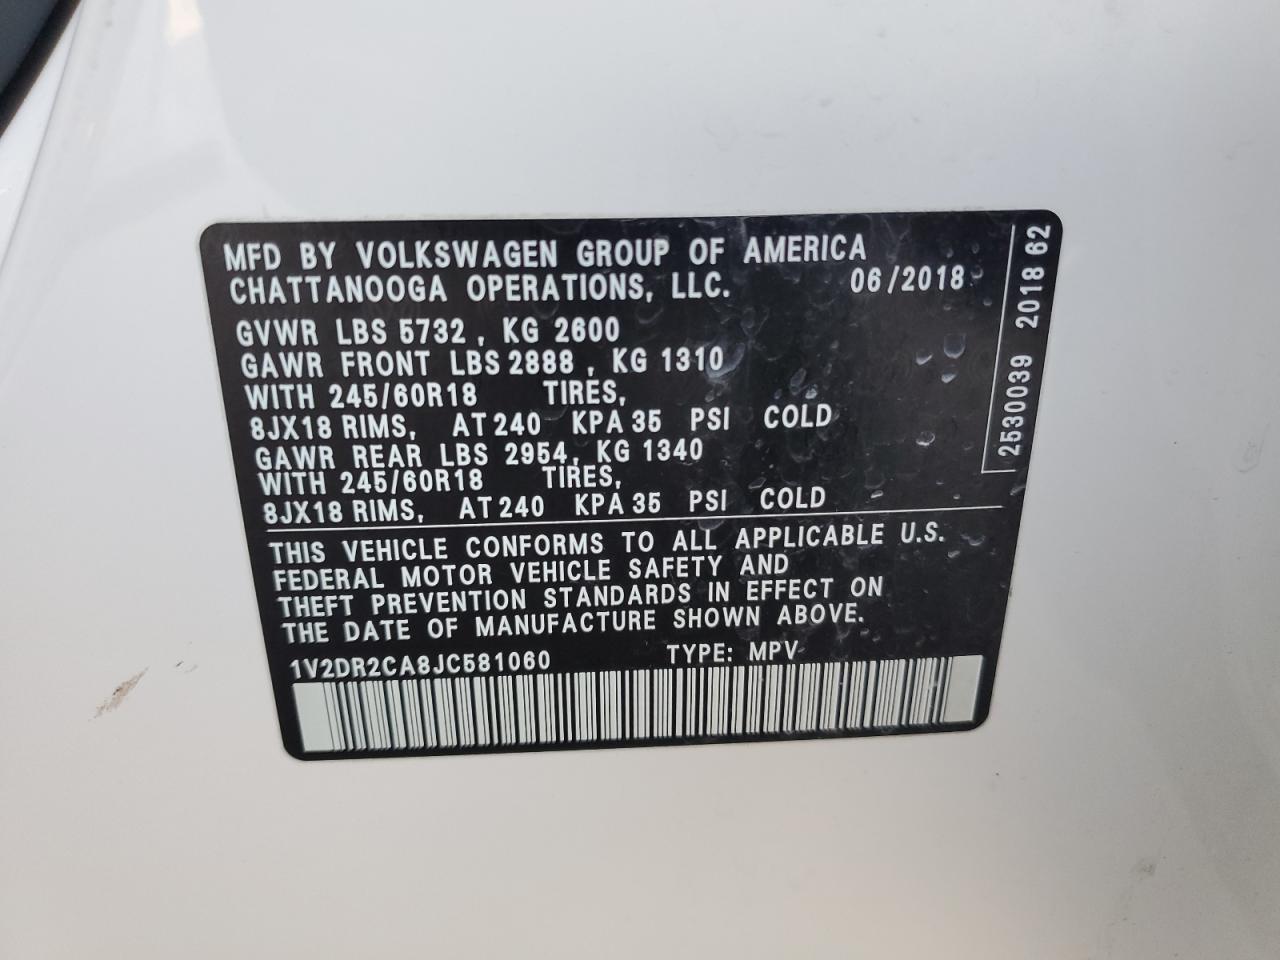 MFD BY VOLKSWAGEN GROUP OF AMERICA
CHATTANOOGA OPERATIONS, LLC. 06/2018
GVWR LBS 5732, KG 2600
GAWR FRONT LBS 2888, KG 1310
WITH 245/60R18 TIRES,
8JX18 RIMS, AT 240 KPA 35 PSI COLD
GAWR REAR LBS 2954, KG 1340
WITH 245/60R18 TIRES,
8JX18 RIMS, AT 240 KPA 35 PSI COLD
THIS VEHICLE CONFORMS TO ALL APPLICABLE U.S.
FEDERAL MOTOR VEHICLE SAFETY AND
THEFT PREVENTION STANDARDS IN EFFECT ON
THE DATE OF MANUFACTURE SHOWN ABOVE.
1V2DR2CA8JC581060 TYPE: MPV
2530039 2018 62